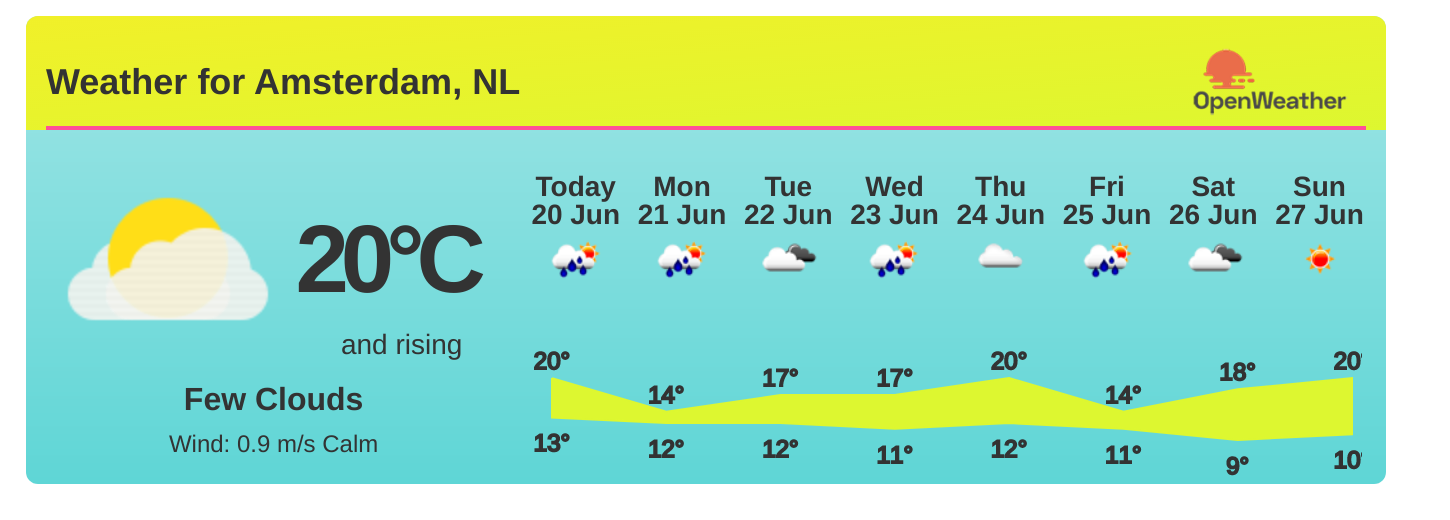 Weather for Amsterdam, NL
OpenWeather
20°C
and rising
Few Clouds
Wind: 0.9 m/s Calm
Today Mon Tue Wed Thu Fri Sat Sun
20 Jun 21 Jun 22 Jun 23 Jun 24 Jun 25 Jun 26 Jun 27 Jun
20° 14° 17° 17° 20° 14° 18° 20°
13° 12° 12° 11° 12° 11° 9° 10°